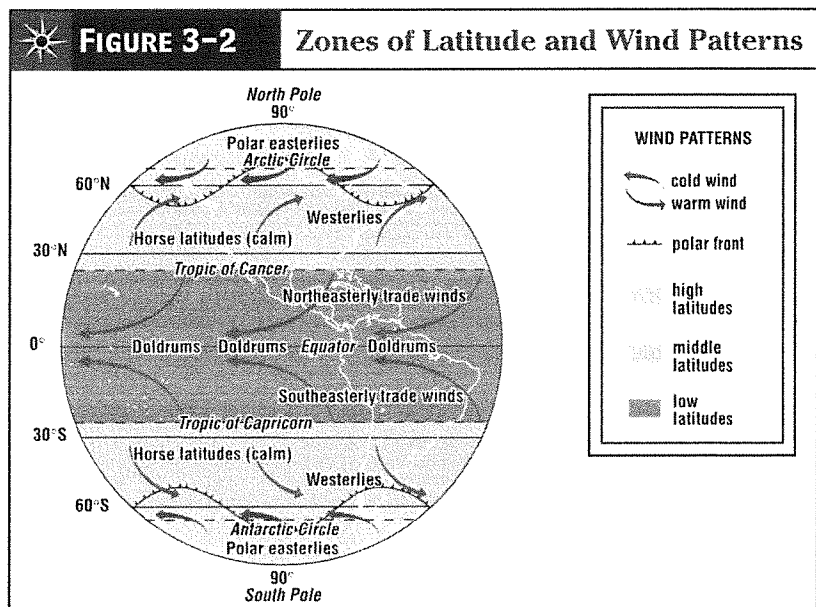 FIGURE 3-2
Zones of Latitude and Wind Patterns
North Pole
90°
Polar easterlies
Arctic Circle
60°N
Westerlies
Horse latitudes (calm)
30°N
Tropic of Cancer
Northeasterly trade winds
0°
Doldrums Doldrums Equator Doldrums
Southeasterly trade winds
Tropic of Capricorn
30°S
Horse latitudes (calm)
Westerlies
60°S
Antarctic Circle
Polar easterlies
90°
South Pole
WIND PATTERNS
cold wind
warm wind
polar front
high
latitudes
middle
latitudes
low
latitudes